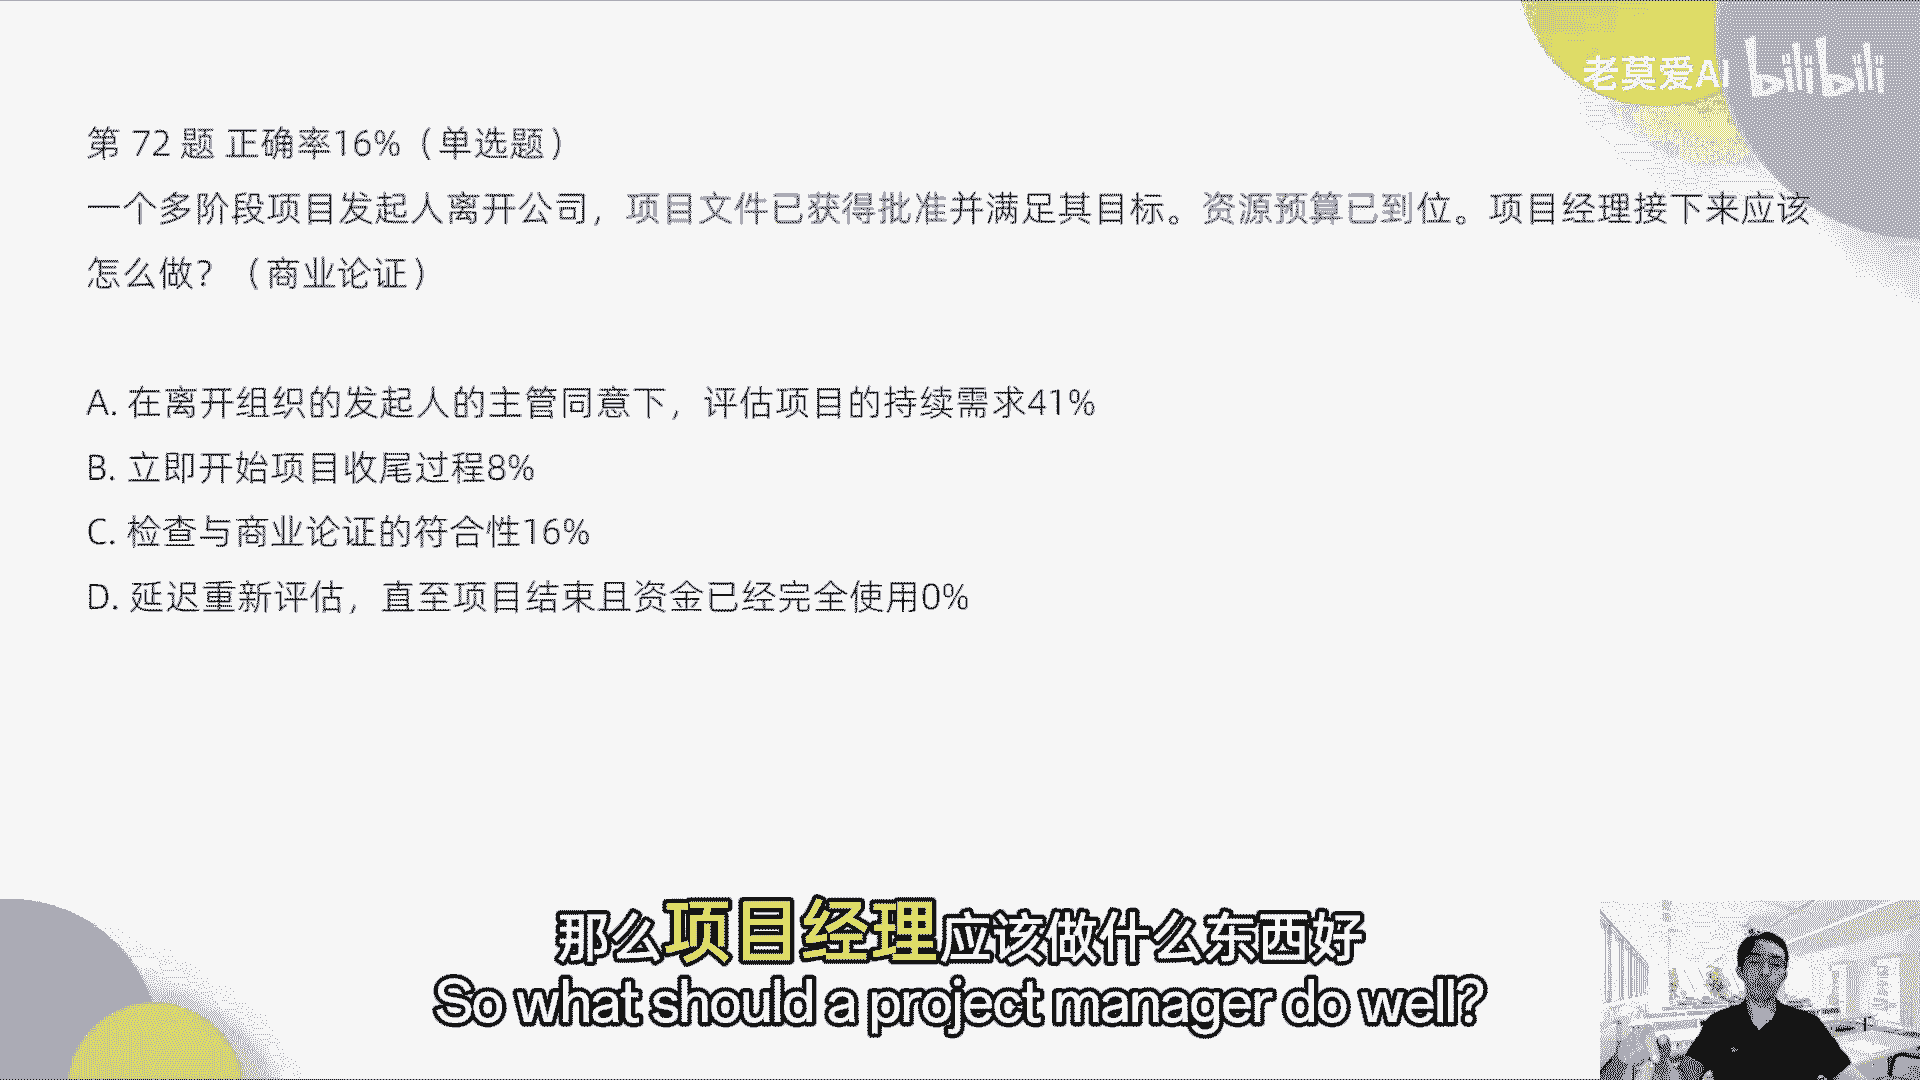 老莫爱AI bilibili
第 72 题 正确率16%（单选题）
一个多阶段项目发起人离开公司，项目文件已获得批准并满足其目标。资源预算已到位。项目经理接下来应该
怎么做？（商业论证）
A. 在离开组织的发起人的主管同意下，评估项目的持续需求41%
B. 立即开始项目收尾过程8%
C. 检查与商业论证的符合性16%
D. 延迟重新评估，直至项目结束且资金已经完全使用0%
那么项目经理应该做什么东西好
So what should a project manager do well?